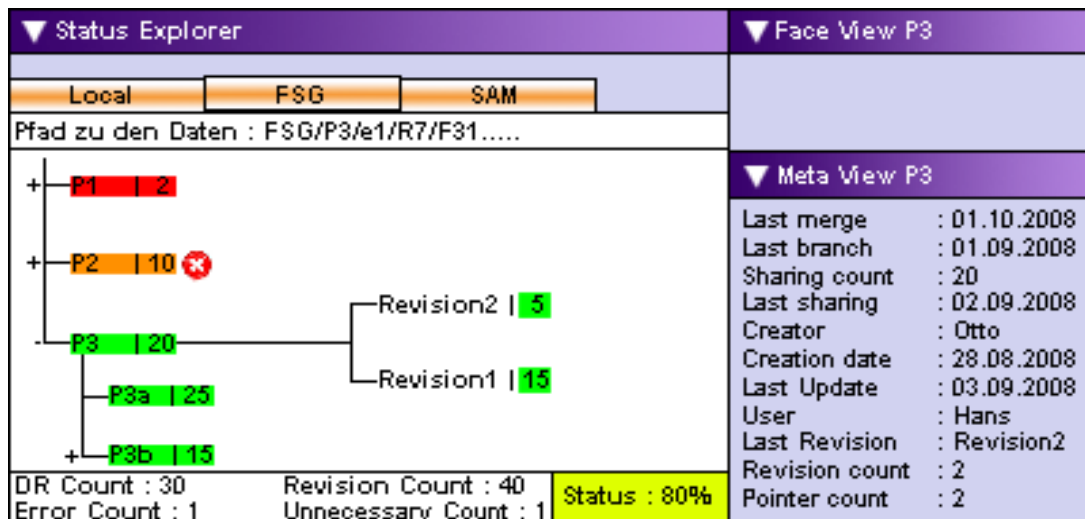 Status Explorer
Local FSG SAM
Pfad zu den Daten : FSG/P3/e1/R7/F31.....
+ P1 | 2
+ P2 | 10
Revision2 | 5
- P3 | 20
Revision1 | 15
P3a | 25
+ P3b | 15
DR Count : 30 Revision Count : 40
Error Count : 1 Unnecessary Count : 1
Status : 80%
Face View P3
Meta View P3
Last merge : 01.10.2008
Last branch : 01.09.2008
Sharing count : 20
Last sharing : 02.09.2008
Creator : Otto
Creation date : 28.08.2008
Last Update : 03.09.2008
User : Hans
Last Revision : Revision2
Revision count : 2
Pointer count : 2